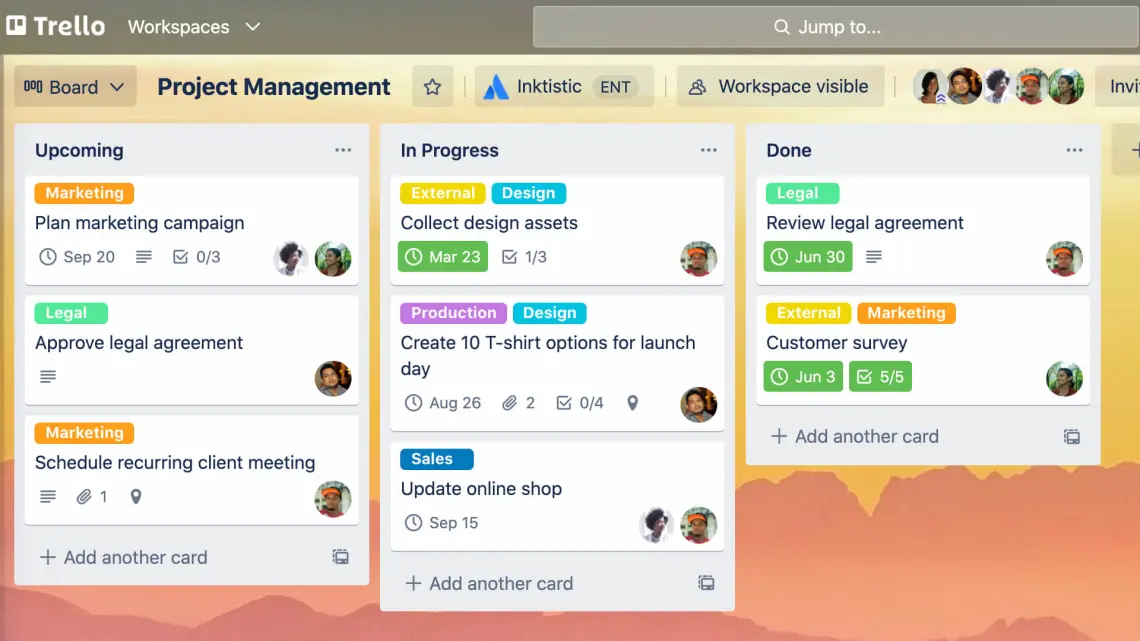 Trello Workspaces Jump to...
Board Project Management Inktistic ENT Workspace visible Invi
Upcoming
Marketing
Plan marketing campaign
Sep 20 0/3
Legal
Approve legal agreement
Marketing
Schedule recurring client meeting
1
+ Add another card
In Progress
External Design
Collect design assets
Mar 23 1/3
Production Design
Create 10 T-shirt options for launch
day
Aug 26 2 0/4
Sales
Update online shop
Sep 15
+ Add another card
Done
Legal
Review legal agreement
Jun 30
External Marketing
Customer survey
Jun 3 5/5
+ Add another card